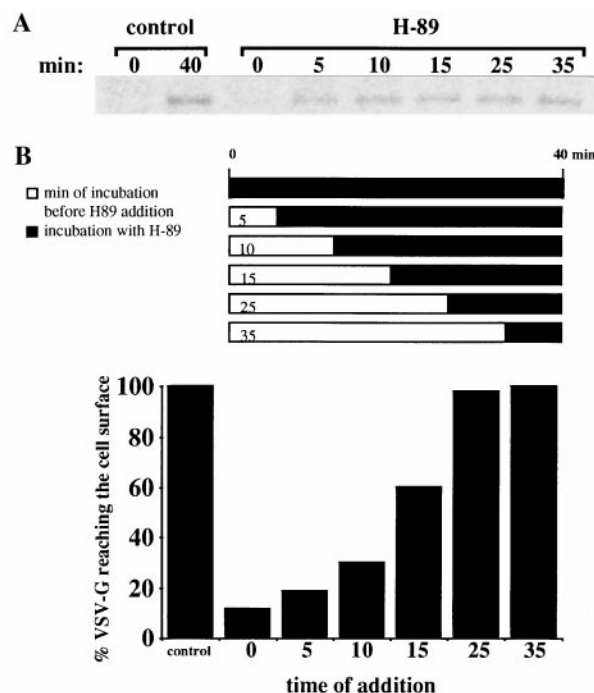 A
control H-89
min: 0 40 0 5 10 15 25 35
B
0 40 min
min of incubation
before H89 addition
incubation with H-89
5
10
15
25
35
% VSV-G reaching the cell surface
100
80
60
40
20
0
control 0 5 10 15 25 35
time of addition